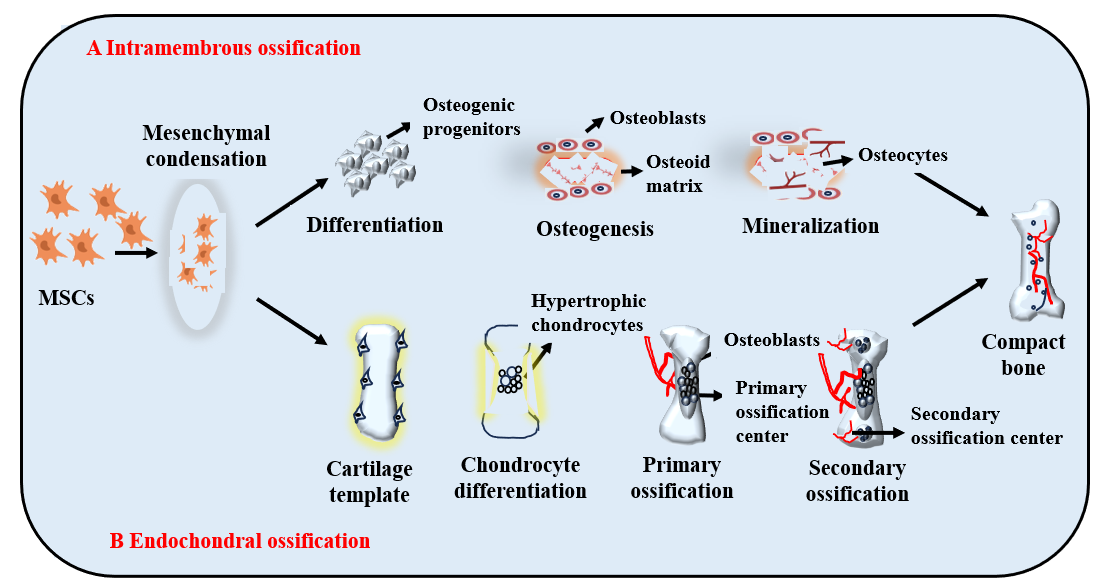 A Intramembrous ossification
Mesenchymal
condensation
MSCs
Osteogenic
progenitors
Differentiation
Osteoblasts
Osteoid
matrix
Osteogenesis
Osteocytes
Mineralization
Compact
bone
Cartilage
template
Hypertrophic
chondrocytes
Chondrocyte
differentiation
Osteoblasts
Primary
ossification
center
Primary
ossification
Secondary
ossification center
Secondary
ossification
B Endochondral ossification